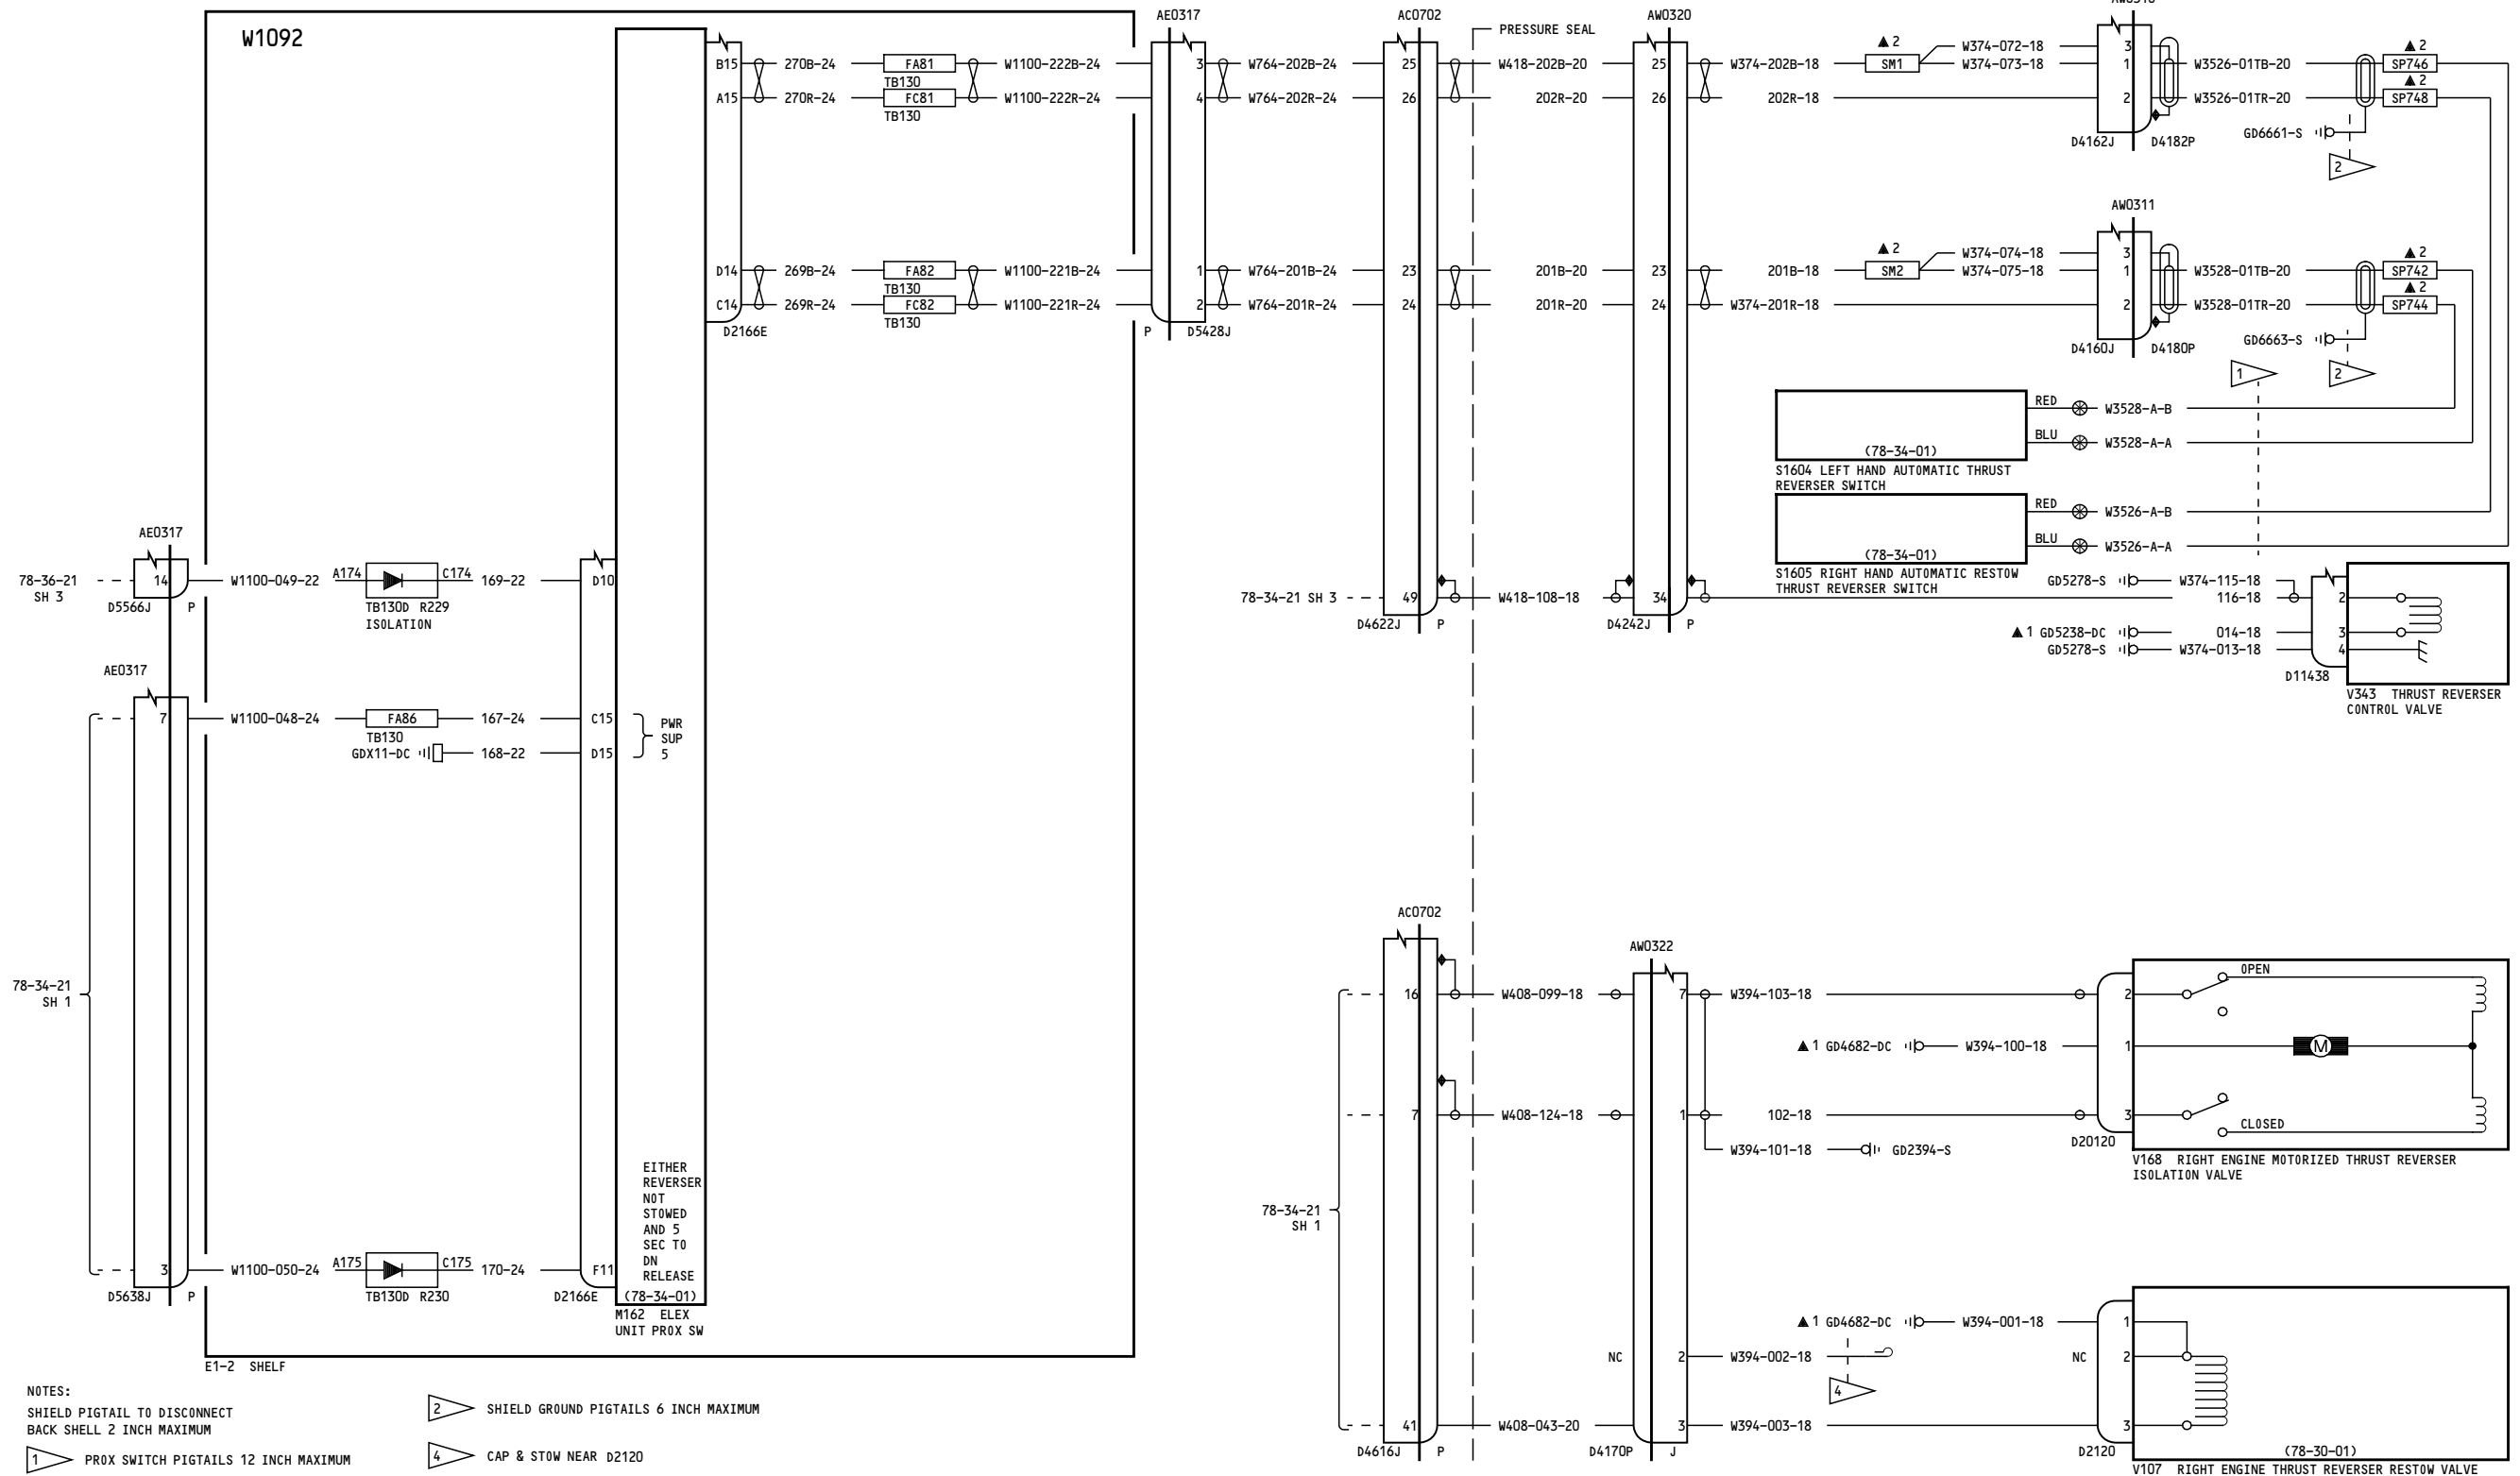 W1092
B15
270B-24
FA81
TB130
W1100-222B-24
A15
270R-24
FC81
TB130
W1100-222R-24
D14
269B-24
FA82
TB130
W1100-221B-24
C14
269R-24
FC82
TB130
W1100-221R-24
D2166E
AE0317
3
4
1
2
P
D5428J
W764-202B-24
W764-202R-24
W764-201B-24
W764-201R-24
AC0702
25
26
23
24
PRESSURE SEAL
W418-202B-20
202R-20
201B-20
201R-20
AW0320
25
26
23
24
W374-202B-18
202R-18
201B-18
W374-201R-18
2
SM1
W374-072-18
W374-073-18
3
1
2
D4162J
D4182P
W3526-01TB-20
W3526-01TR-20
2
SP746
2
SP748
GD6661-S
2
AW0311
2
SM2
W374-074-18
W374-075-18
3
1
2
D4160J
D4180P
W3528-01TB-20
W3528-01TR-20
2
SP742
2
SP744
GD6663-S
1
2
(78-34-01)
RED
W3528-A-B
BLU
W3528-A-A
S1604 LEFT HAND AUTOMATIC THRUST
REVERSER SWITCH
(78-34-01)
RED
W3526-A-B
BLU
W3526-A-A
S1605 RIGHT HAND AUTOMATIC RESTOW
THRUST REVERSER SWITCH
78-34-21 SH 3
49
D4622J
P
W418-108-18
34
D4242J
P
GD5278-S
W374-115-18
116-18
2
1 GD5238-DC
014-18
3
GD5278-S
W374-013-18
4
D11438
V343 THRUST REVERSER
CONTROL VALVE
AE0317
78-36-21
SH 3
14
D5566J
P
W1100-049-22
A174
C174
169-22
D10
TB130D R229
ISOLATION
AE0317
7
W1100-048-24
FA86
TB130
167-24
C15
GDX11-DC
168-22
D15
PWR
SUP
5
78-34-21
SH 1
3
D5638J
P
W1100-050-24
A175
C175
170-24
F11
TB130D R230
D2166E
EITHER
REVERSER
NOT
STOWED
AND 5
SEC TO
DN
RELEASE
(78-34-01)
M162 ELEX
UNIT PROX SW
E1-2 SHELF
AC0702
16
W408-099-18
7
W408-124-18
78-34-21
SH 1
41
D4616J
P
W408-043-20
AW0322
7
W394-103-18
1 GD4682-DC
W394-100-18
1
102-18
W394-101-18
GD2394-S
2
1
3
D20120
OPEN
M
CLOSED
V168 RIGHT ENGINE MOTORIZED THRUST REVERSER
ISOLATION VALVE
1 GD4682-DC
W394-001-18
1
NC
2
W394-002-18
NC
2
4
3
W394-003-18
3
D4170P
J
D2120
(78-30-01)
V107 RIGHT ENGINE THRUST REVERSER RESTOW VALVE
NOTES:
SHIELD PIGTAIL TO DISCONNECT
BACK SHELL 2 INCH MAXIMUM
1 PROX SWITCH PIGTAILS 12 INCH MAXIMUM
2 SHIELD GROUND PIGTAILS 6 INCH MAXIMUM
4 CAP & STOW NEAR D2120